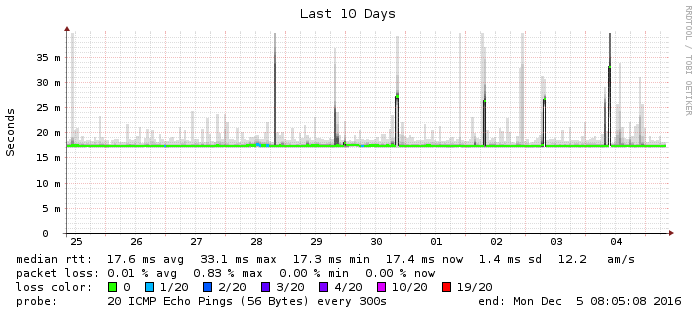 Last 10 Days
RRDTOOL / TOBI OETIKER
Seconds
35 m
30 m
25 m
20 m
15 m
10 m
5 m
0
25 26 27 28 29 30 01 02 03 04
median rtt: 17.6 ms avg 33.1 ms max 17.3 ms min 17.4 ms now 1.4 ms sd 12.2 am/s
packet loss: 0.01 % avg 0.83 % max 0.00 % min 0.00 % now
loss color: 0 1/20 2/20 3/20 4/20 10/20 19/20
probe: 20 ICMP Echo Pings (56 Bytes) every 300s end: Mon Dec 5 08:05:08 2016